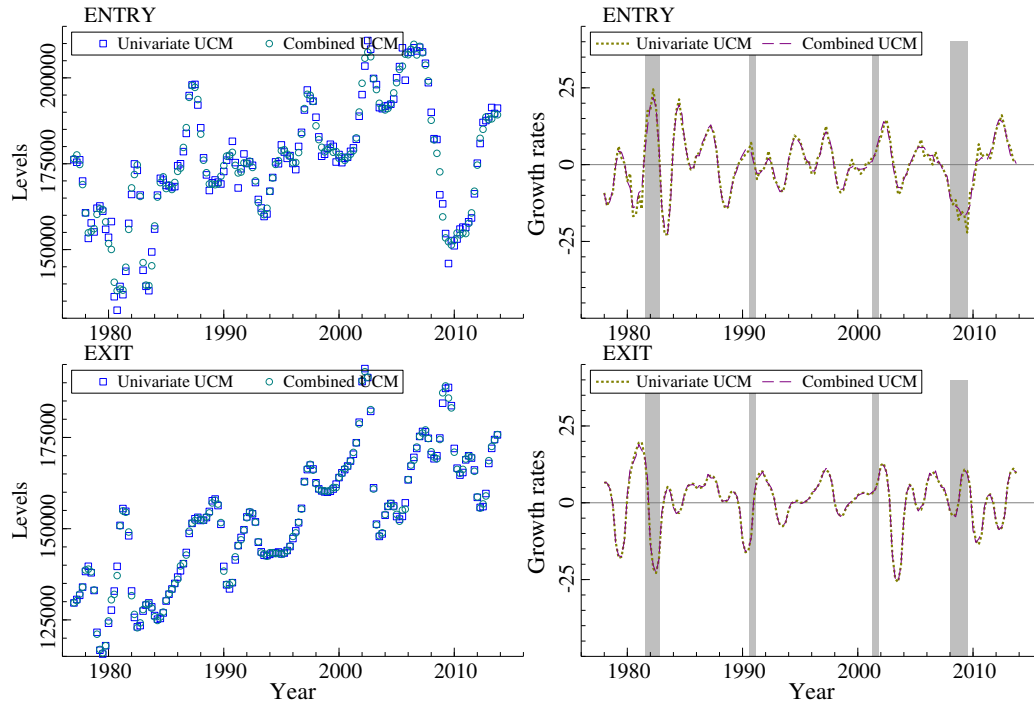 ENTRY
Univariate UCM Combined UCM
Levels
200000
175000
150000
1980 1990 2000 2010
ENTRY
Univariate UCM Combined UCM
Growth rates
25
0
-25
1980 1990 2000 2010
EXIT
Univariate UCM Combined UCM
Levels
175000
150000
125000
1980 1990 2000 2010
Year
EXIT
Univariate UCM Combined UCM
Growth rates
25
0
-25
1980 1990 2000 2010
Year